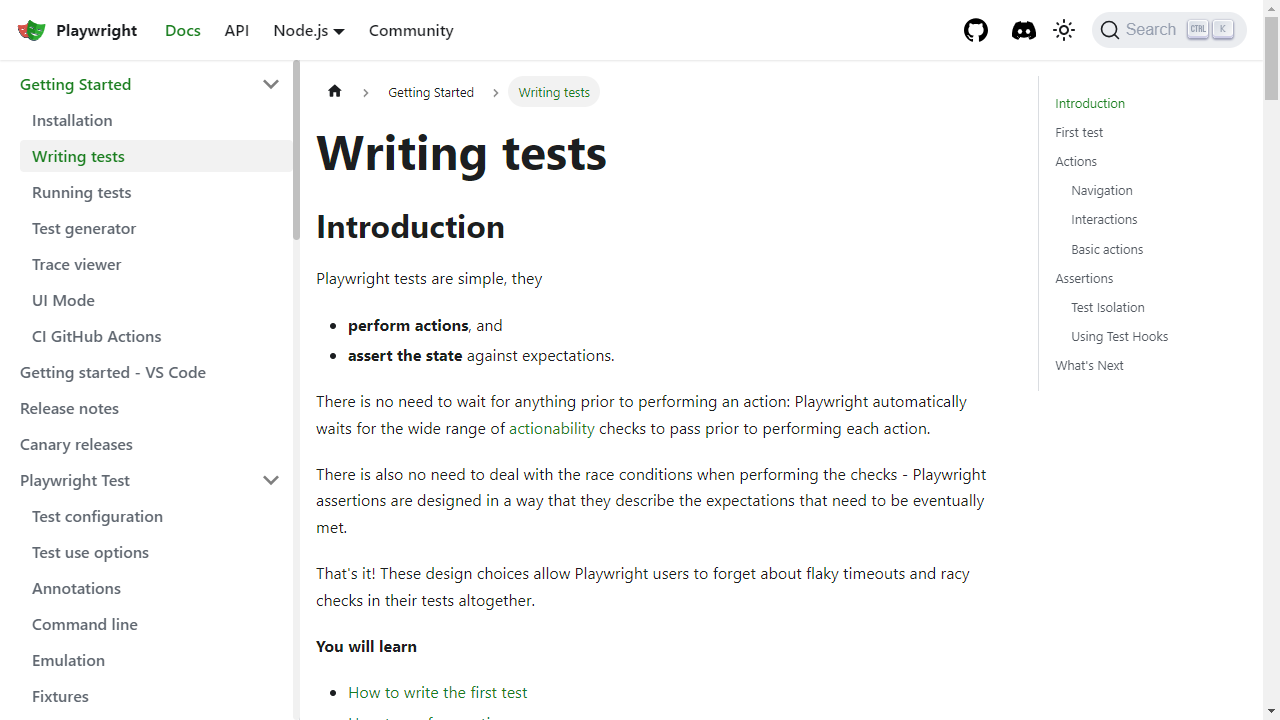 Playwright
Docs
API
Node.js
Community
Search
CTRL
K
Getting Started
Installation
Writing tests
Running tests
Test generator
Trace viewer
UI Mode
CI GitHub Actions
Getting started - VS Code
Release notes
Canary releases
Playwright Test
Test configuration
Test use options
Annotations
Command line
Emulation
Fixtures
Getting Started
Writing tests
Writing tests
Introduction
Playwright tests are simple, they
perform actions, and
assert the state against expectations.
There is no need to wait for anything prior to performing an action: Playwright automatically
waits for the wide range of actionability checks to pass prior to performing each action.
There is also no need to deal with the race conditions when performing the checks - Playwright
assertions are designed in a way that they describe the expectations that need to be eventually
met.
That's it! These design choices allow Playwright users to forget about flaky timeouts and racy
checks in their tests altogether.
You will learn
How to write the first test
Introduction
First test
Actions
Navigation
Interactions
Basic actions
Assertions
Test Isolation
Using Test Hooks
What's Next